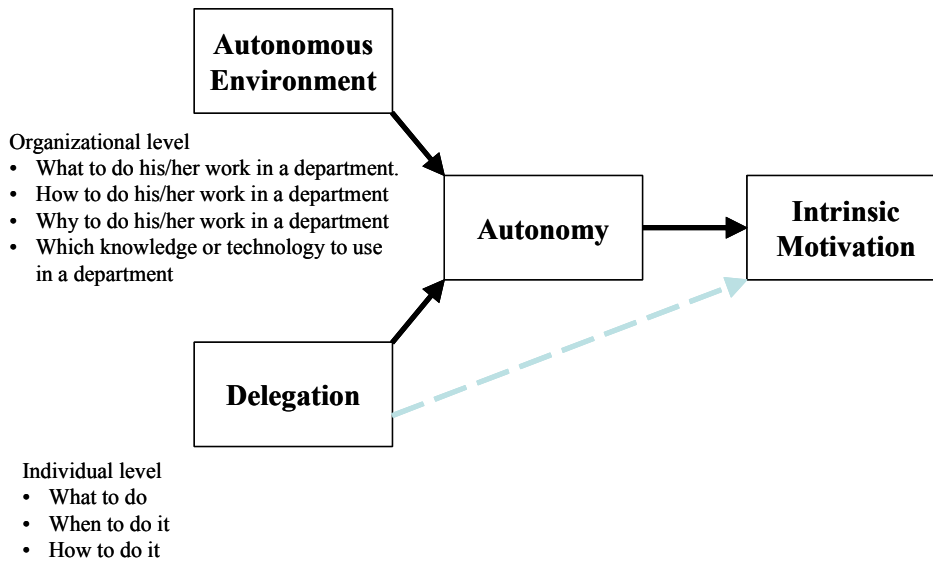 Autonomous
Environment
Organizational level
• What to do his/her work in a department.
• How to do his/her work in a department
• Why to do his/her work in a department
• Which knowledge or technology to use
in a department
Autonomy
Intrinsic
Motivation
Delegation
Individual level
• What to do
• When to do it
• How to do it